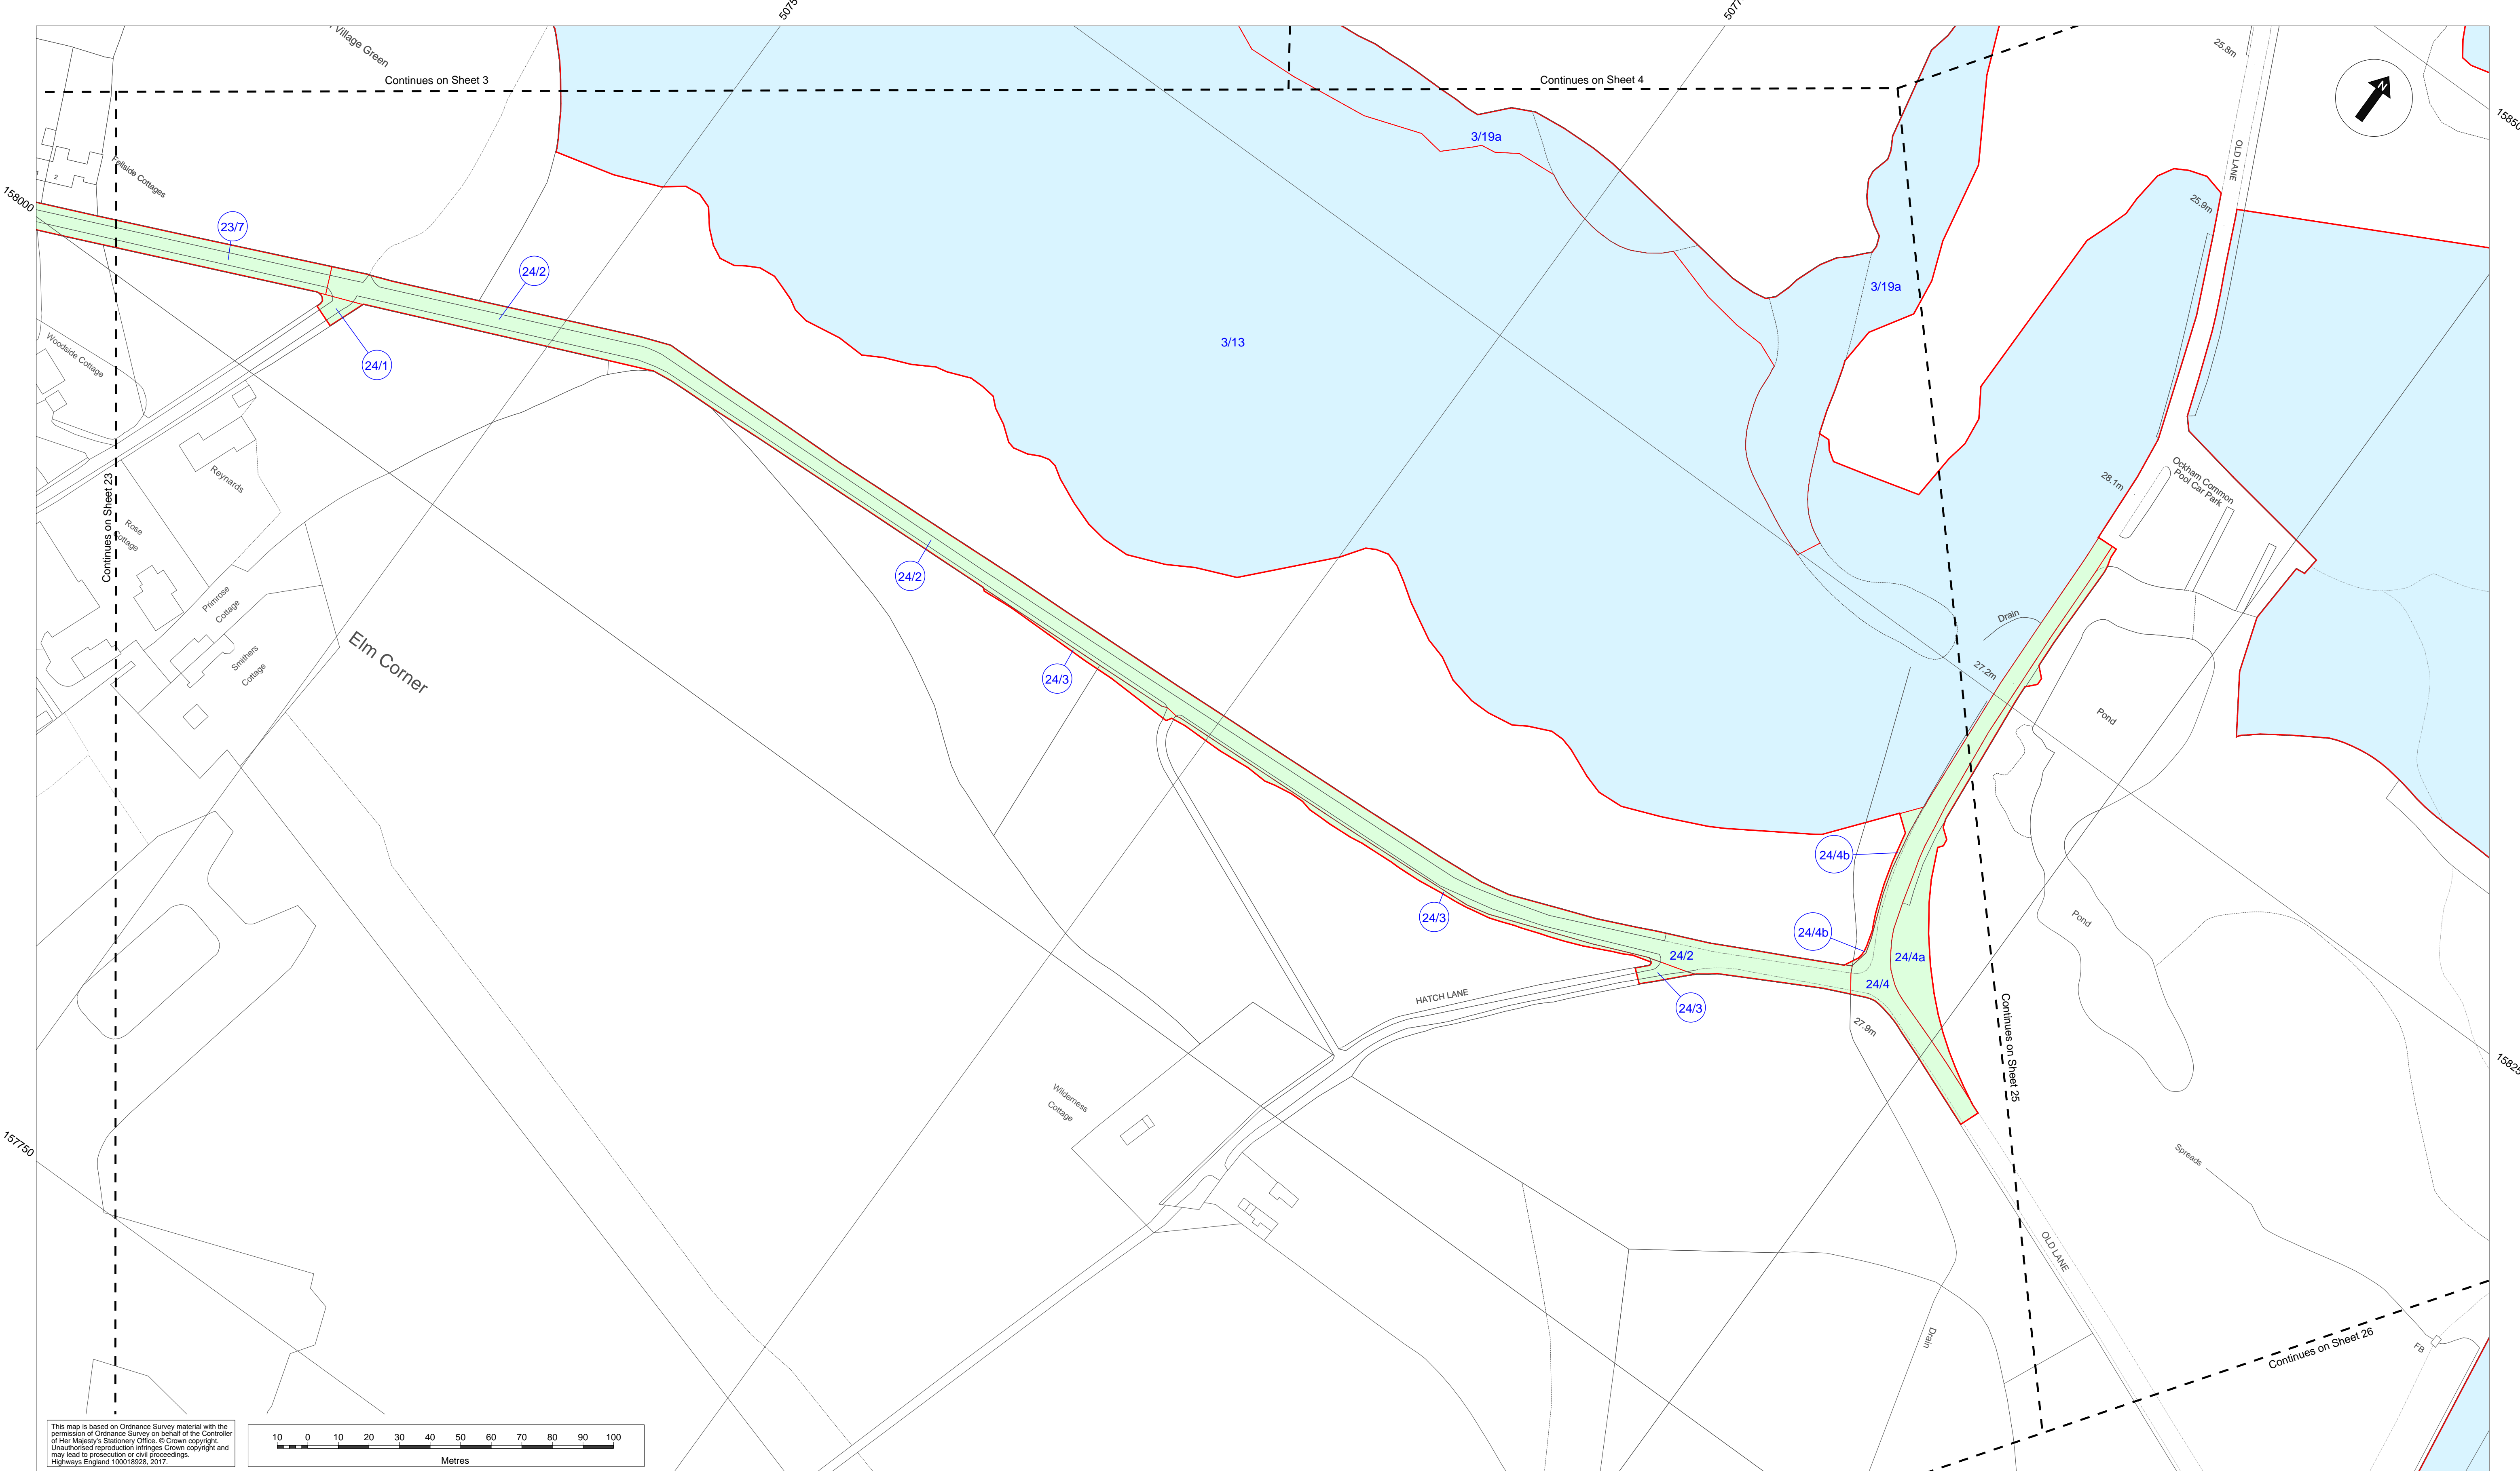 5075
5077
Village Green
Continues on Sheet 3
Continues on Sheet 4
25.8m
N
15850
3/19a
OLD LANE
Fellside Cottages
1
2
158000
25.9m
23/7
24/2
3/19a
3/13
24/1
Woodside Cottage
Reynards
Continues on Sheet 23
Ockham Common
Pool Car Park
28.1m
Rose
Cottage
24/2
Primrose
Cottage
Drain
Elm Corner
Smithers
Cottage
24/3
27.2m
Pond
24/4b
24/3
24/4b
Pond
24/2
24/4a
24/4
HATCH LANE
24/3
27.9m
Continues on Sheet 25
15825
Wilderness
Cottage
157750
Spreads
OLD LANE
Drain
Continues on Sheet 26
FB
This map is based on Ordnance Survey material with the
permission of Ordnance Survey on behalf of the Controller
of Her Majesty's Stationery Office. © Crown copyright.
Unauthorised reproduction infringes Crown copyright and
may lead to prosecution or civil proceedings.
Highways England 100018928, 2017.
10 0 10 20 30 40 50 60 70 80 90 100
Metres